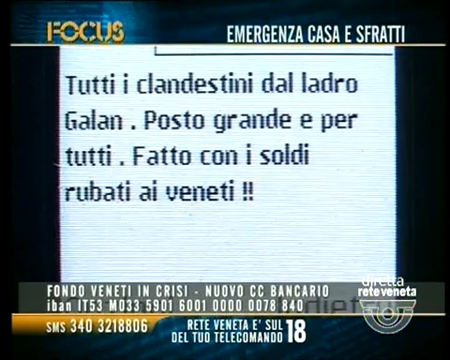 FOCUS
EMERGENZA CASA E SFRATTI
Tutti i clandestini dal ladro
Galan . Posto grande e per
tutti . Fatto con i soldi
rubati ai veneti !!
diretta
reteveneta
FONDO VENETI IN CRISI - NUOVO CC BANCARIO
iban IT53 M033 5901 6001 0000 0078 840
SMS 340 3218806
RETE VENETA E' SUL
DEL TUO TELECOMANDO 18